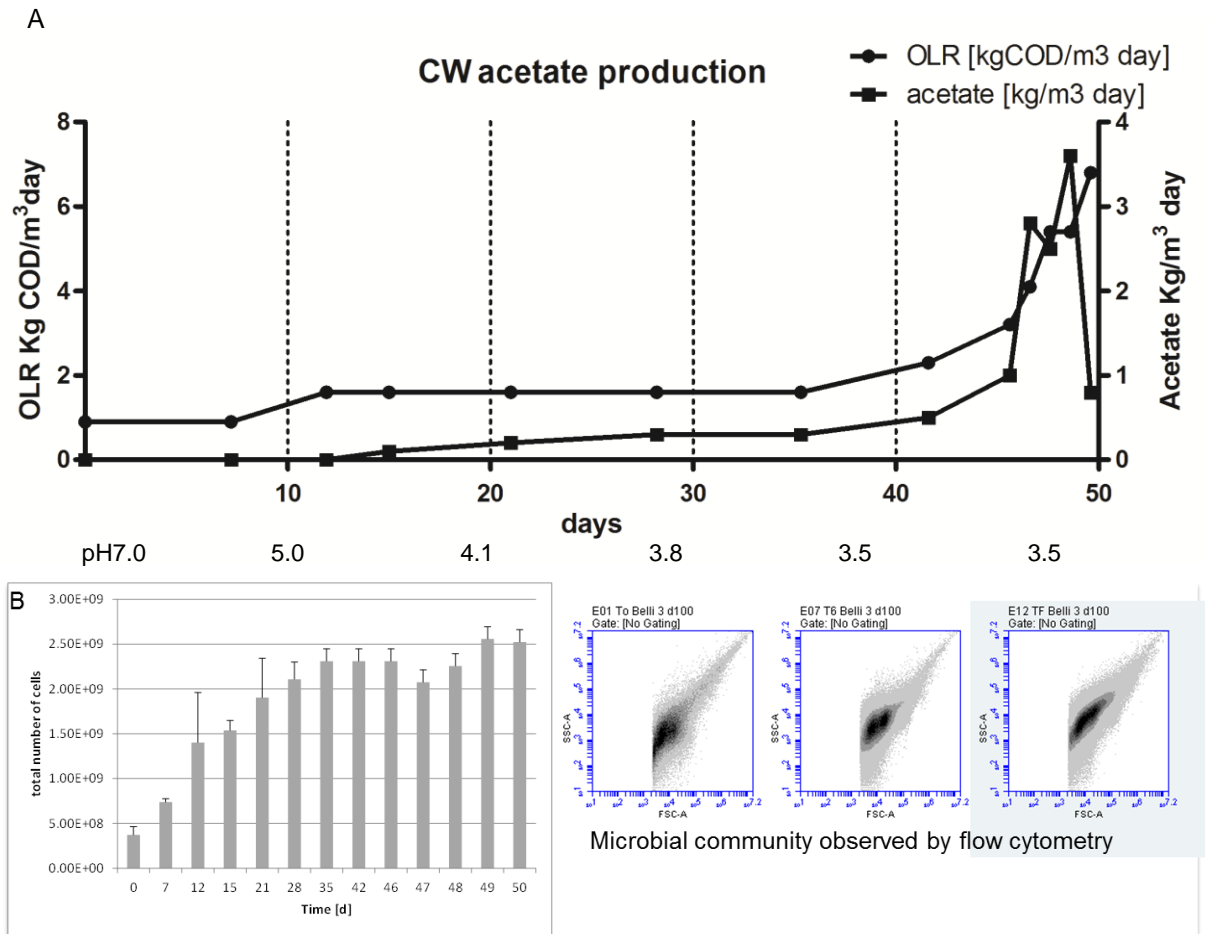 A
CW acetate production
OLR [kgCOD/m3 day]
acetate [kg/m3 day]
OLR Kg COD/m³day
8
6
4
2
0
Acetate Kg/m³ day
4
3
2
1
0
10 20 30 40 50
days
pH7.0 5.0 4.1 3.8 3.5 3.5
B
total number of cells
3.00E+09
2.50E+09
2.00E+09
1.50E+09
1.00E+09
5.00E+08
0.00E+00
0 7 12 15 21 28 35 42 46 47 48 49 50
Time [d]
E01 To Belli 3 d100
Gate: [No Gating]
SSC-A
FSC-A
E07 T6 Belli 3 d100
Gate: [No Gating]
SSC-A
FSC-A
E12 TF Belli 3 d100
Gate: [No Gating]
SSC-A
FSC-A
Microbial community observed by flow cytometry